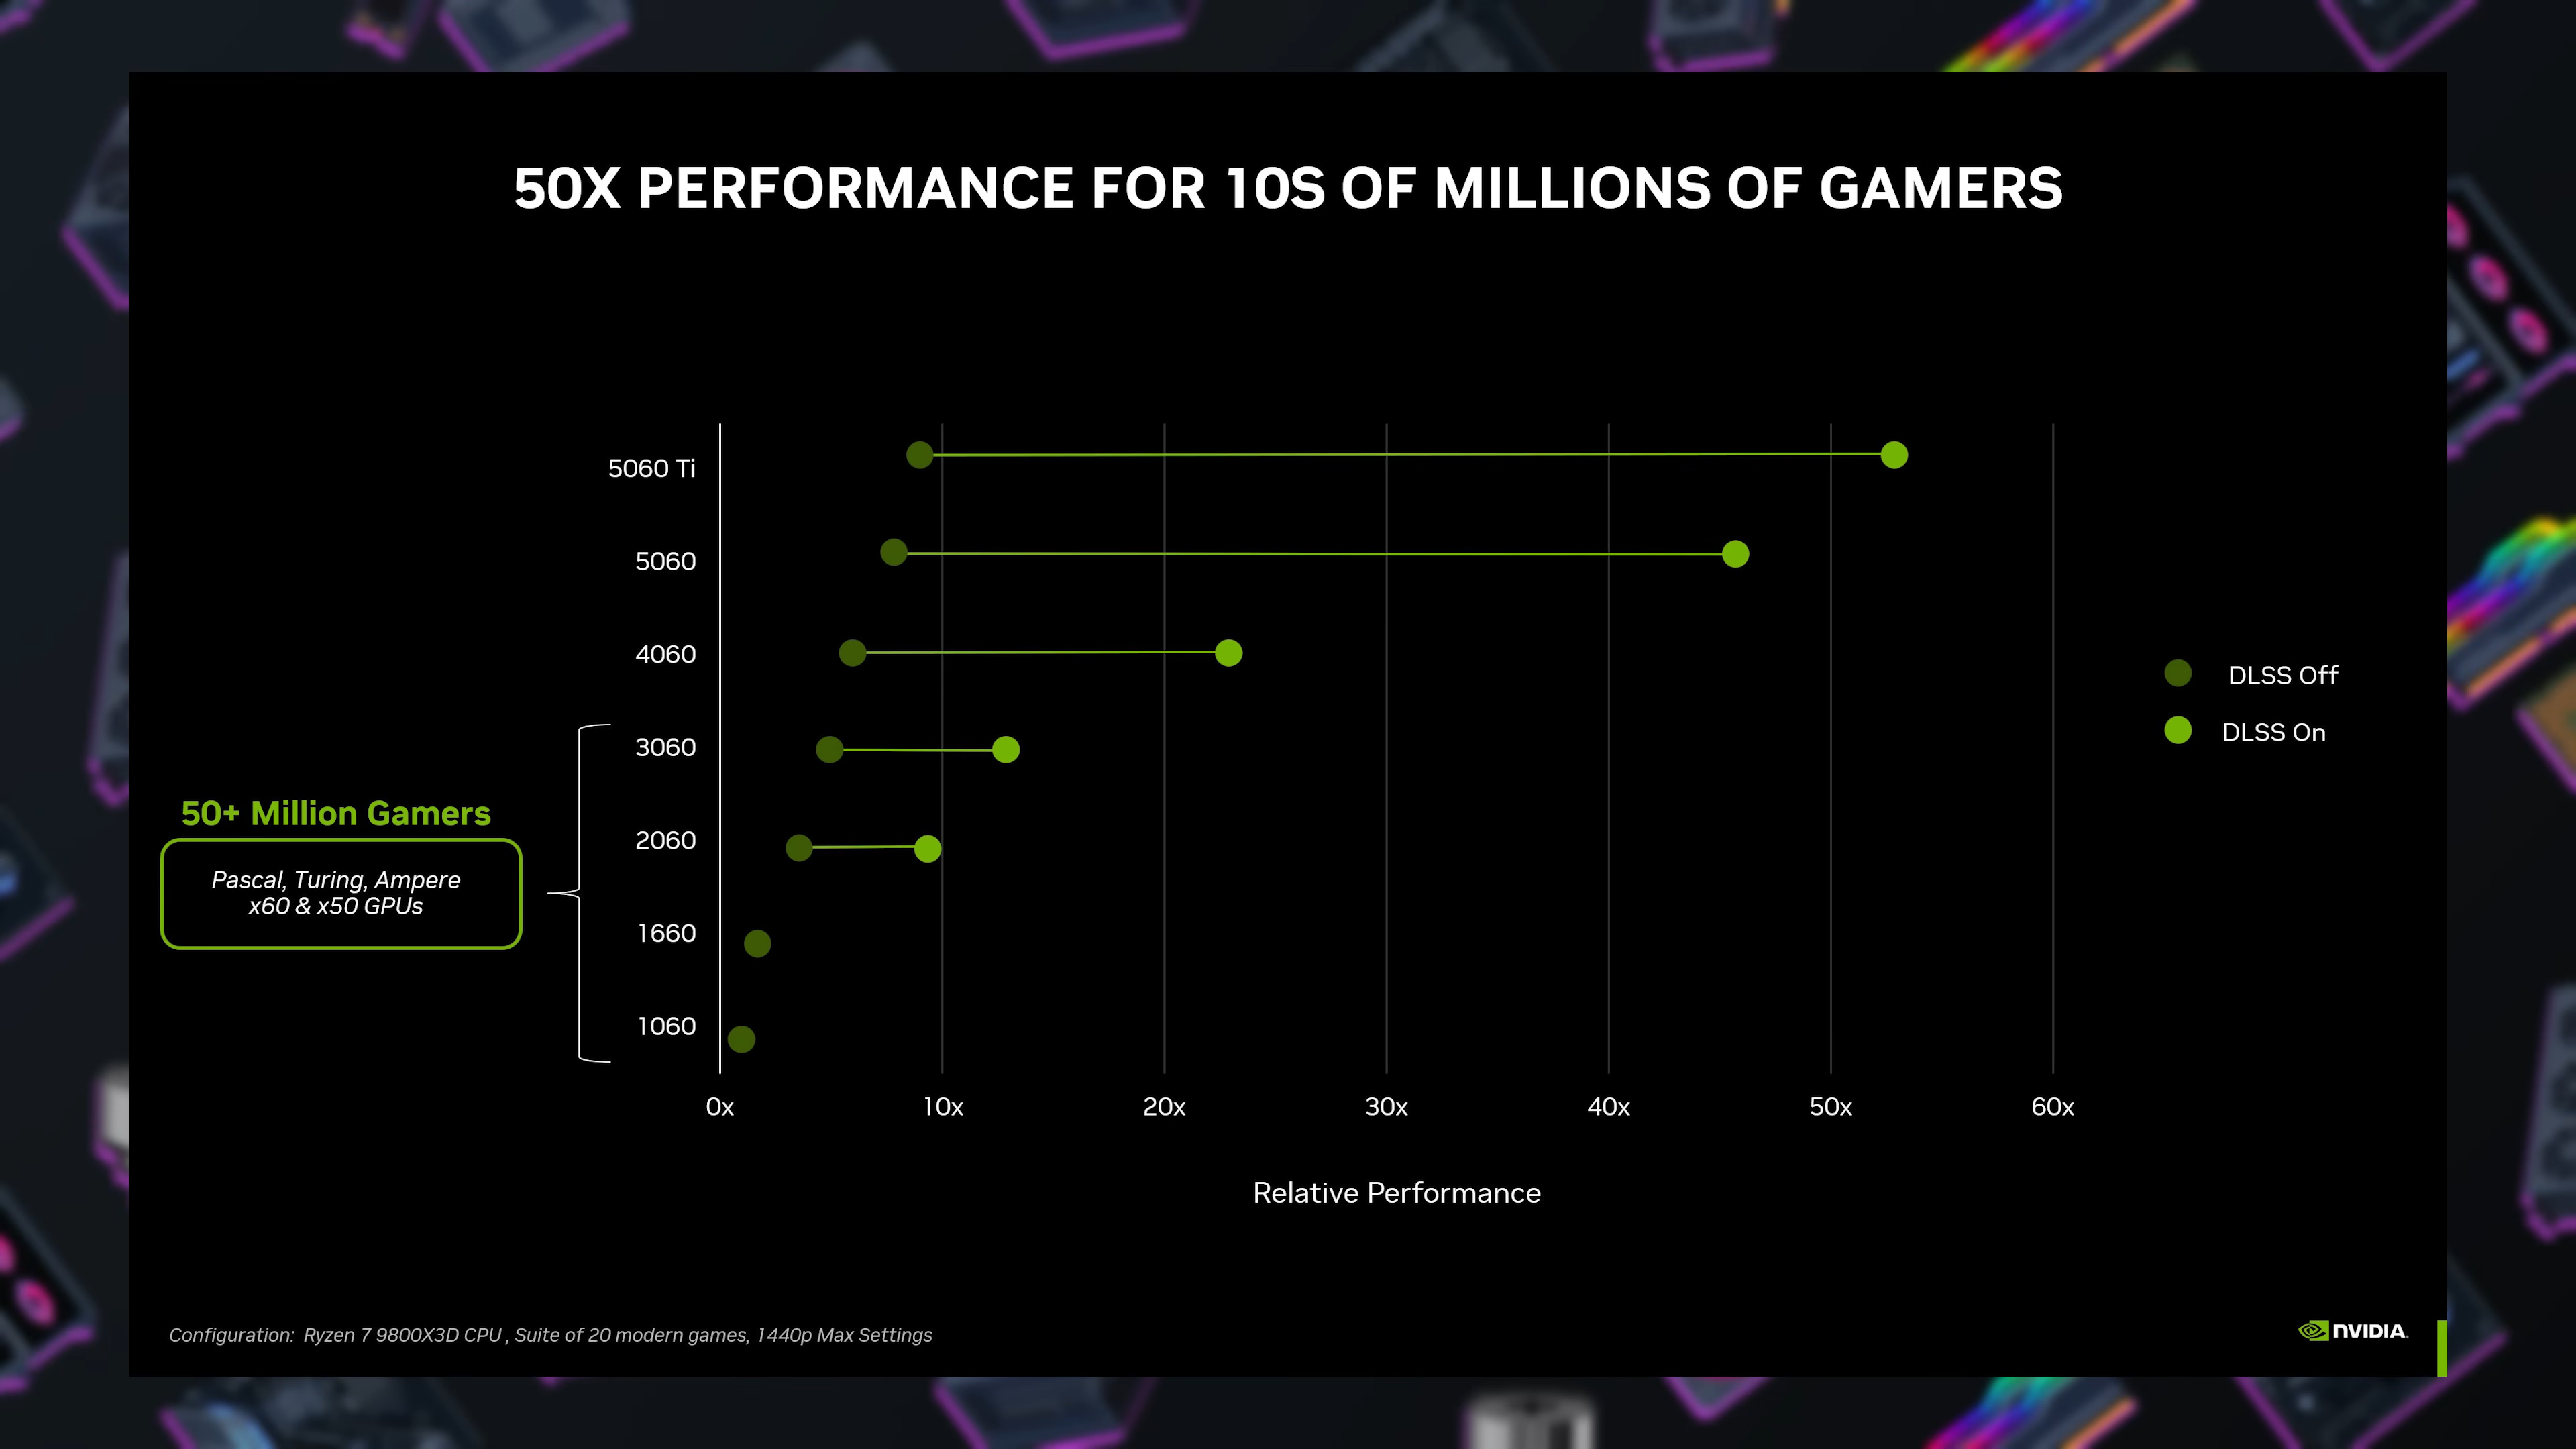 50X PERFORMANCE FOR 10S OF MILLIONS OF GAMERS
5060 Ti
5060
4060
3060
2060
1660
1060
50+ Million Gamers
Pascal, Turing, Ampere
x60 & x50 GPUs
DLSS Off
DLSS On
0x 10x 20x 30x 40x 50x 60x
Relative Performance
Configuration: Ryzen 7 9800X3D CPU , Suite of 20 modern games, 1440p Max Settings
NVIDIA.